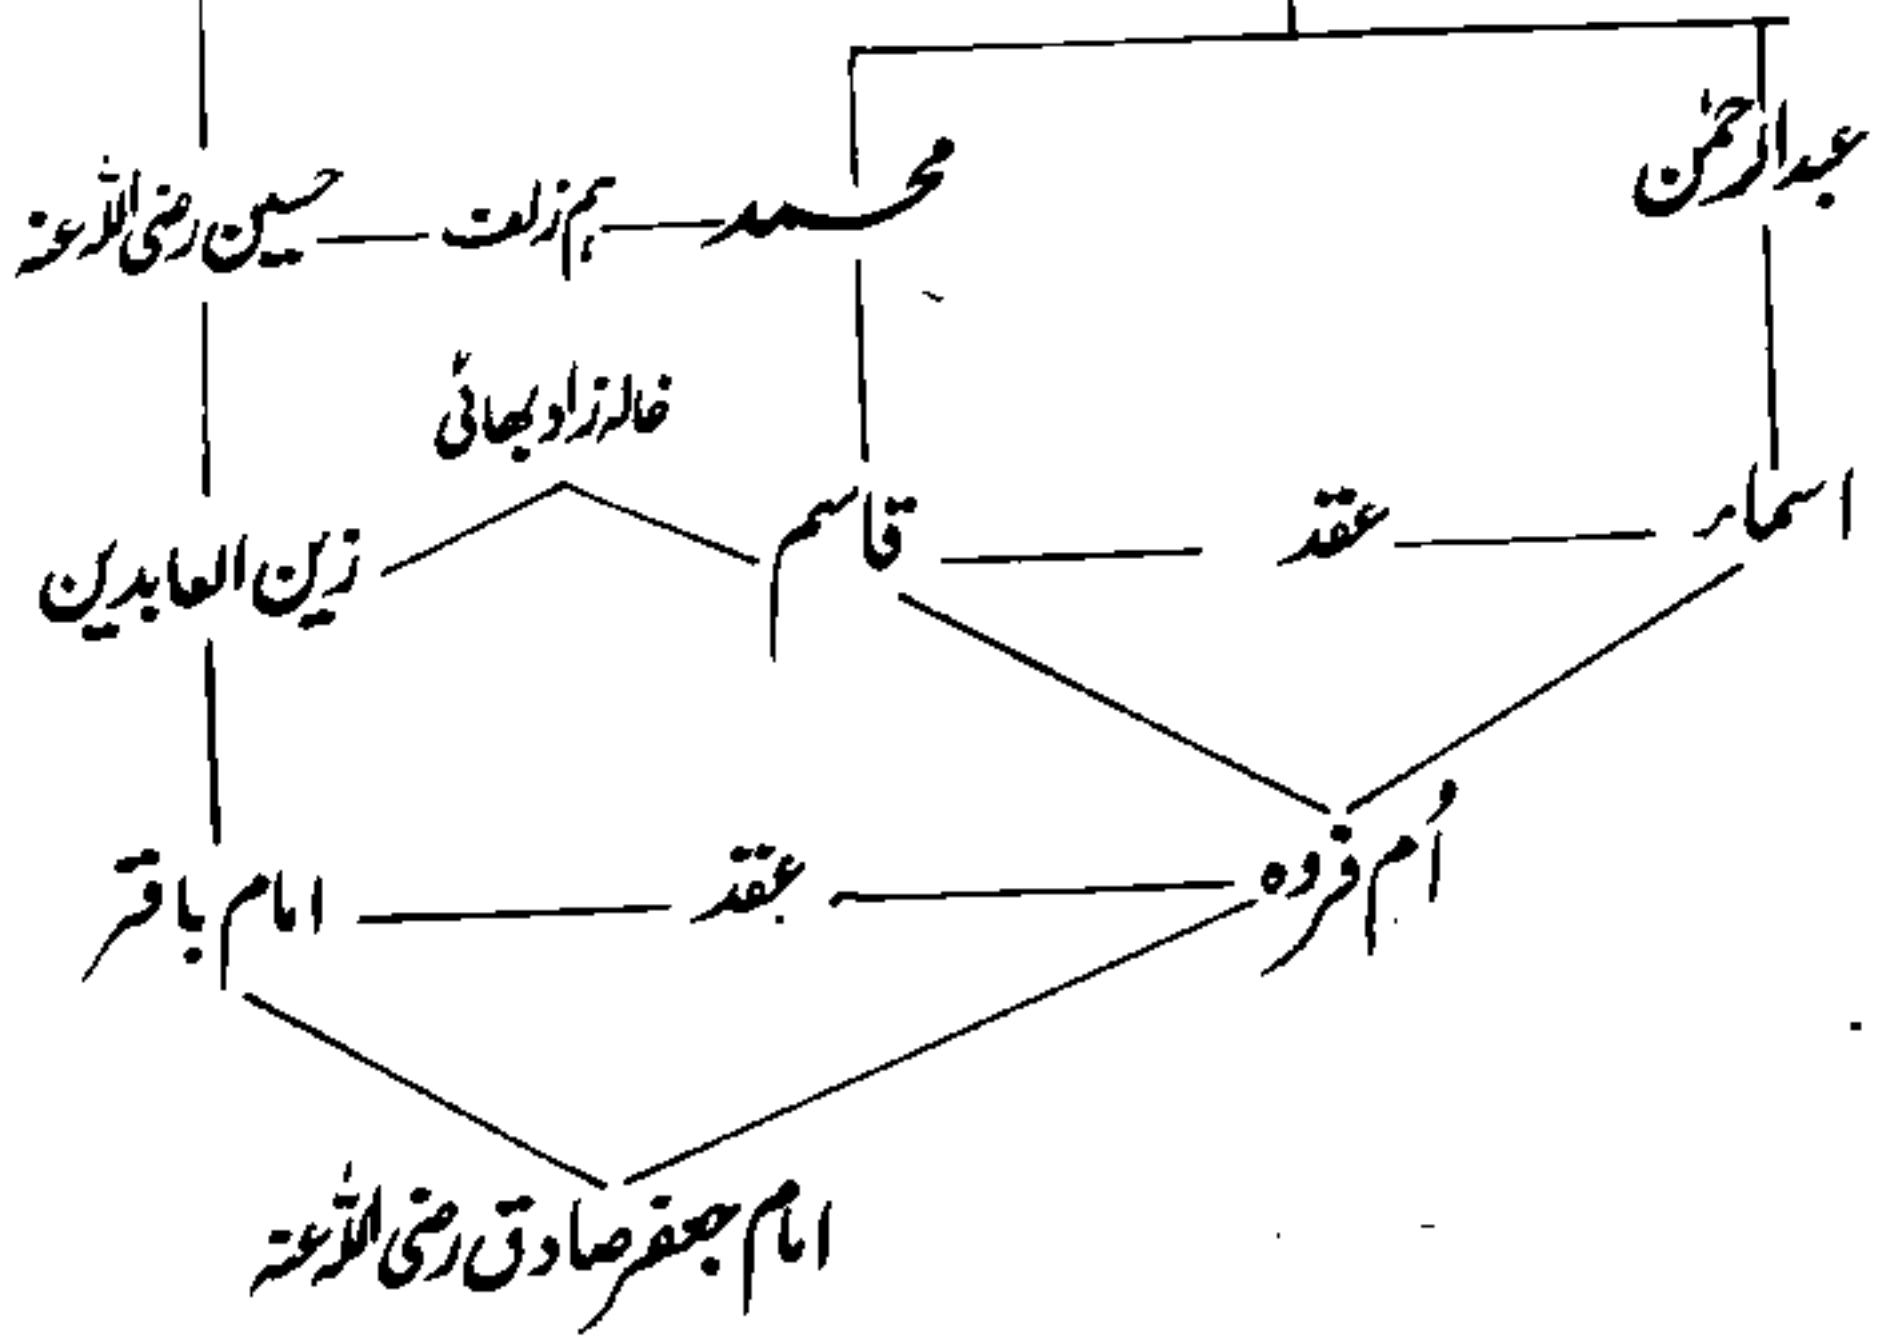 عبدالرحمٰن
محمد ہم زلف حسین رضی اللہ عنہ
خالہ زاد بھائی
اسماء عقد قاسم زین العابدین
اُم فروہ عقد امام باقر
امام جعفر صادق رضی اللہ عنہ